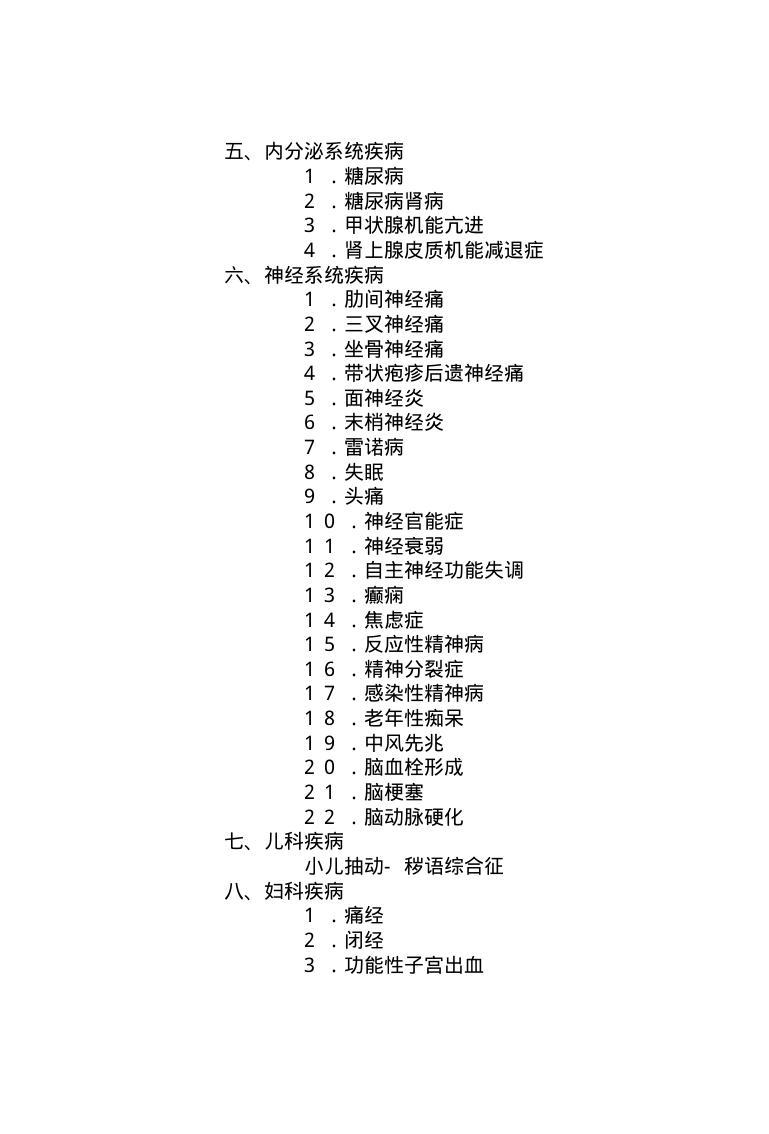 五、内分泌系统疾病
1 .糖尿病
2 .糖尿病肾病
3 .甲状腺机能亢进
4 .肾上腺皮质机能减退症
六、神经系统疾病
1 .肋间神经痛
2 .三叉神经痛
3 .坐骨神经痛
4 .带状疱疹后遗神经痛
5 .面神经炎
6 .末梢神经炎
7 .雷诺病
8 .失眠
9 .头痛
10 .神经官能症
11 .神经衰弱
12 .自主神经功能失调
13 .癫痫
14 .焦虑症
15 .反应性精神病
16 .精神分裂症
17 .感染性精神病
18 .老年性痴呆
19 .中风先兆
20 .脑血栓形成
21 .脑梗塞
22 .脑动脉硬化
七、儿科疾病
小儿抽动- 秽语综合征
八、妇科疾病
1 .痛经
2 .闭经
3 .功能性子宫出血